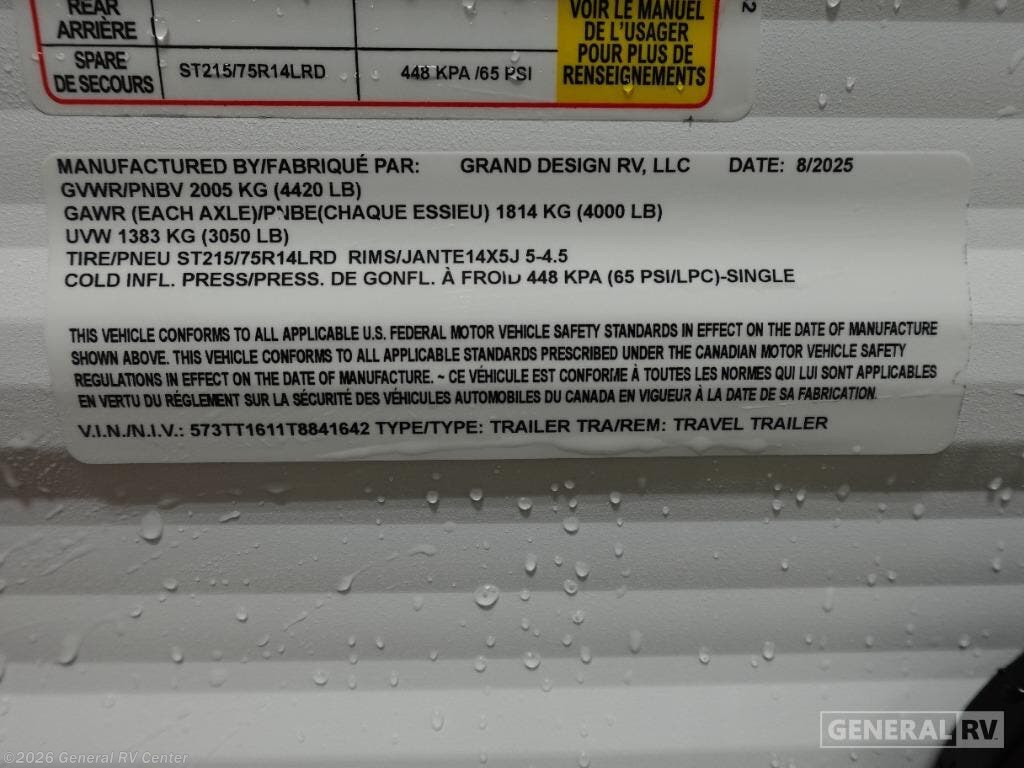 REAR
ARRIÈRE
SPARE
DE SECOURS
ST215/75R14LRD
448 KPA /65 PSI
VOIR LE MANUEL
DE L'USAGER
POUR PLUS DE
RENSEIGNEMENTS
2
MANUFACTURED BY/FABRIQUÉ PAR: GRAND DESIGN RV, LLC DATE: 8/2025
GVWR/PNBV 2005 KG (4420 LB)
GAWR (EACH AXLE)/PNBE(CHAQUE ESSIEU) 1814 KG (4000 LB)
UVW 1383 KG (3050 LB)
TIRE/PNEU ST215/75R14LRD RIMS/JANTE14X5J 5-4.5
COLD INFL. PRESS/PRESS. DE GONFL. À FROID 448 KPA (65 PSI/LPC)-SINGLE
THIS VEHICLE CONFORMS TO ALL APPLICABLE U.S. FEDERAL MOTOR VEHICLE SAFETY STANDARDS IN EFFECT ON THE DATE OF MANUFACTURE
SHOWN ABOVE. THIS VEHICLE CONFORMS TO ALL APPLICABLE STANDARDS PRESCRIBED UNDER THE CANADIAN MOTOR VEHICLE SAFETY
REGULATIONS IN EFFECT ON THE DATE OF MANUFACTURE. ~ CE VÉHICULE EST CONFORME À TOUTES LES NORMES QUI LUI SONT APPLICABLES
EN VERTU DU RÉGLEMENT SUR LA SÉCURITÉ DES VÉHICULES AUTOMOBILES DU CANADA EN VIGUEUR À LA DATE DE SA FABRICATION.
V.I.N./N.I.V.: 573TT1611T8841642 TYPE/TYPE: TRAILER TRA/REM: TRAVEL TRAILER
GENERAL RV
©2026 General RV Center